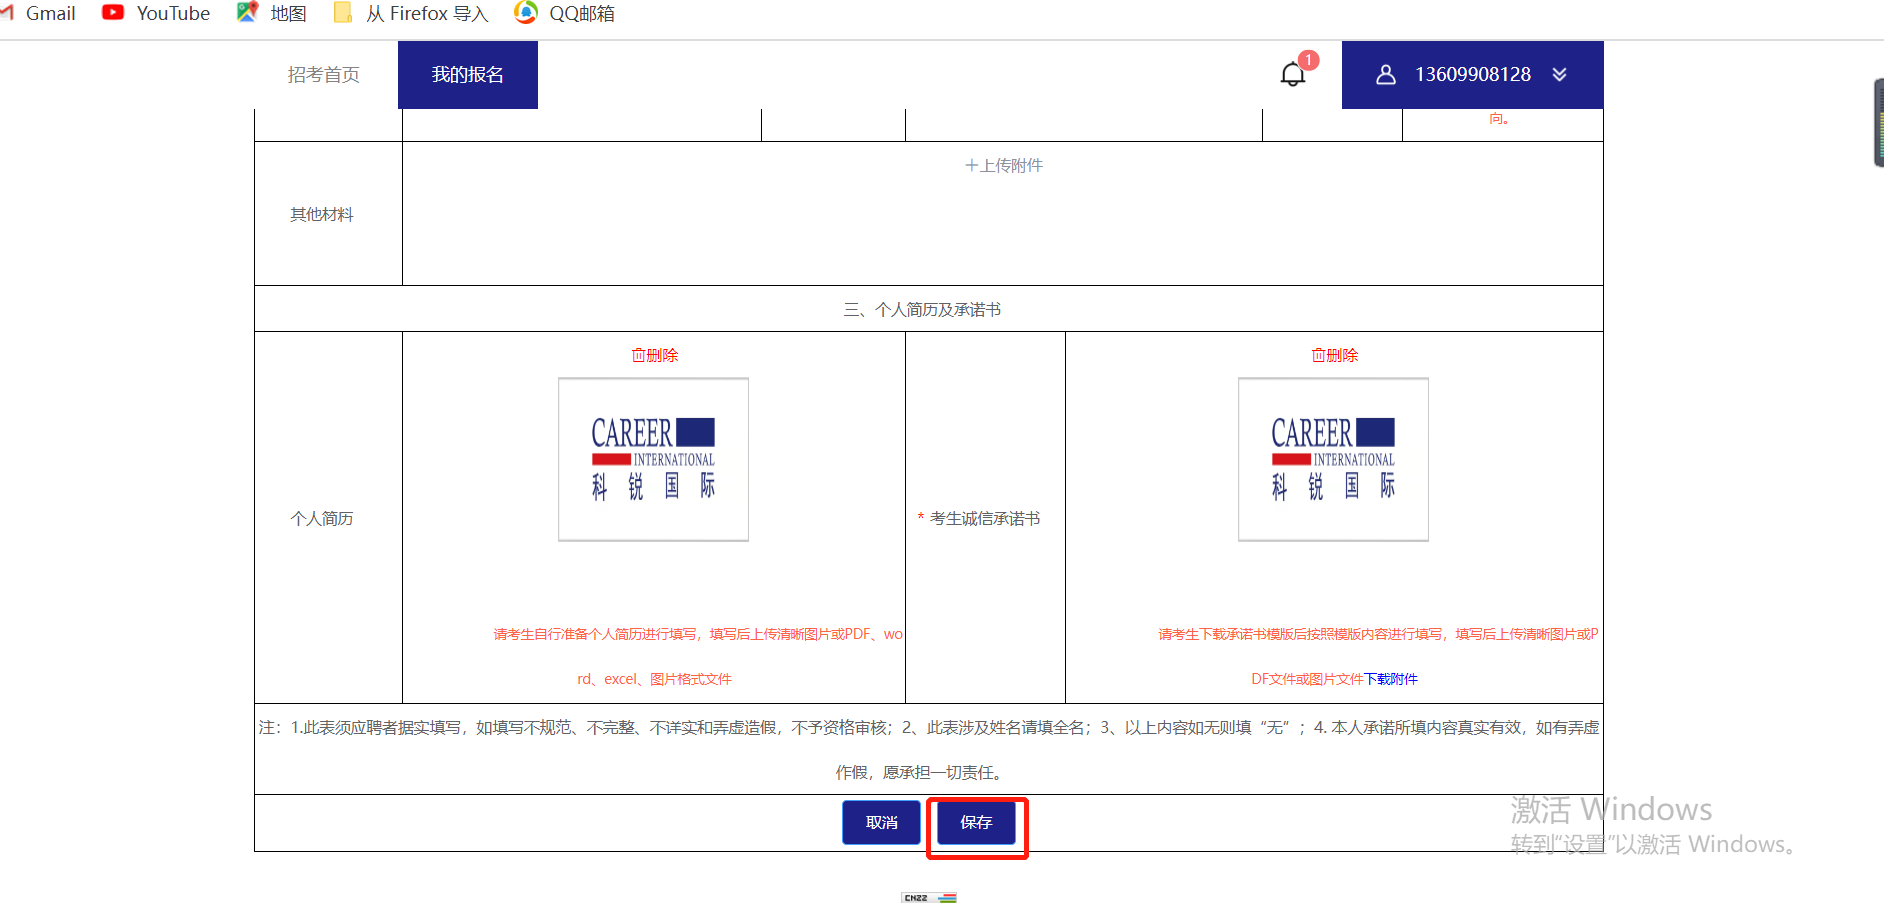 Gmail YouTube 地图 从 Firefox 导入 QQ邮箱
招考首页 我的报名 1 13609908128
向。
＋上传附件
其他材料
三、个人简历及承诺书
删除 删除
CAREER CAREER
INTERNATIONAL INTERNATIONAL
科锐国际 科锐国际
个人简历 * 考生诚信承诺书
请考生自行准备个人简历进行填写，填写后上传清晰图片或PDF、wo
rd、excel、图片格式文件
请考生下载承诺书模版后按照模版内容进行填写，填写后上传清晰图片或P
DF文件或图片文件下载附件
注：1.此表须应聘者据实填写，如填写不规范、不完整、不详实和弄虚造假，不予资格审核；2、此表涉及姓名请填全名；3、以上内容如无则填“无”；4. 本人承诺所填内容真实有效，如有弄虚
作假，愿承担一切责任。
取消 保存
激活 Windows
转到“设置”以激活 Windows。
CNZZ